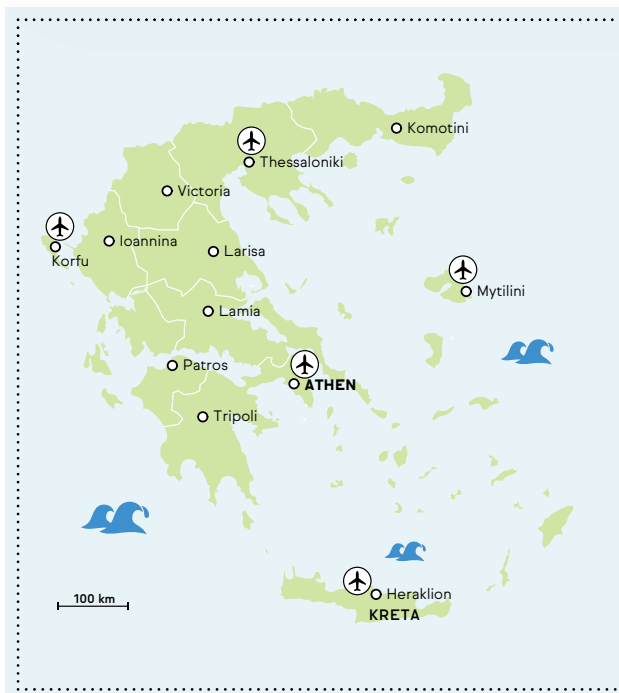 Komotini
Thessaloniki
Victoria
Ioannina
Korfu
Larisa
Mytilini
Lamia
Patros
ATHEN
Tripoli
Heraklion
KRETA
100 km